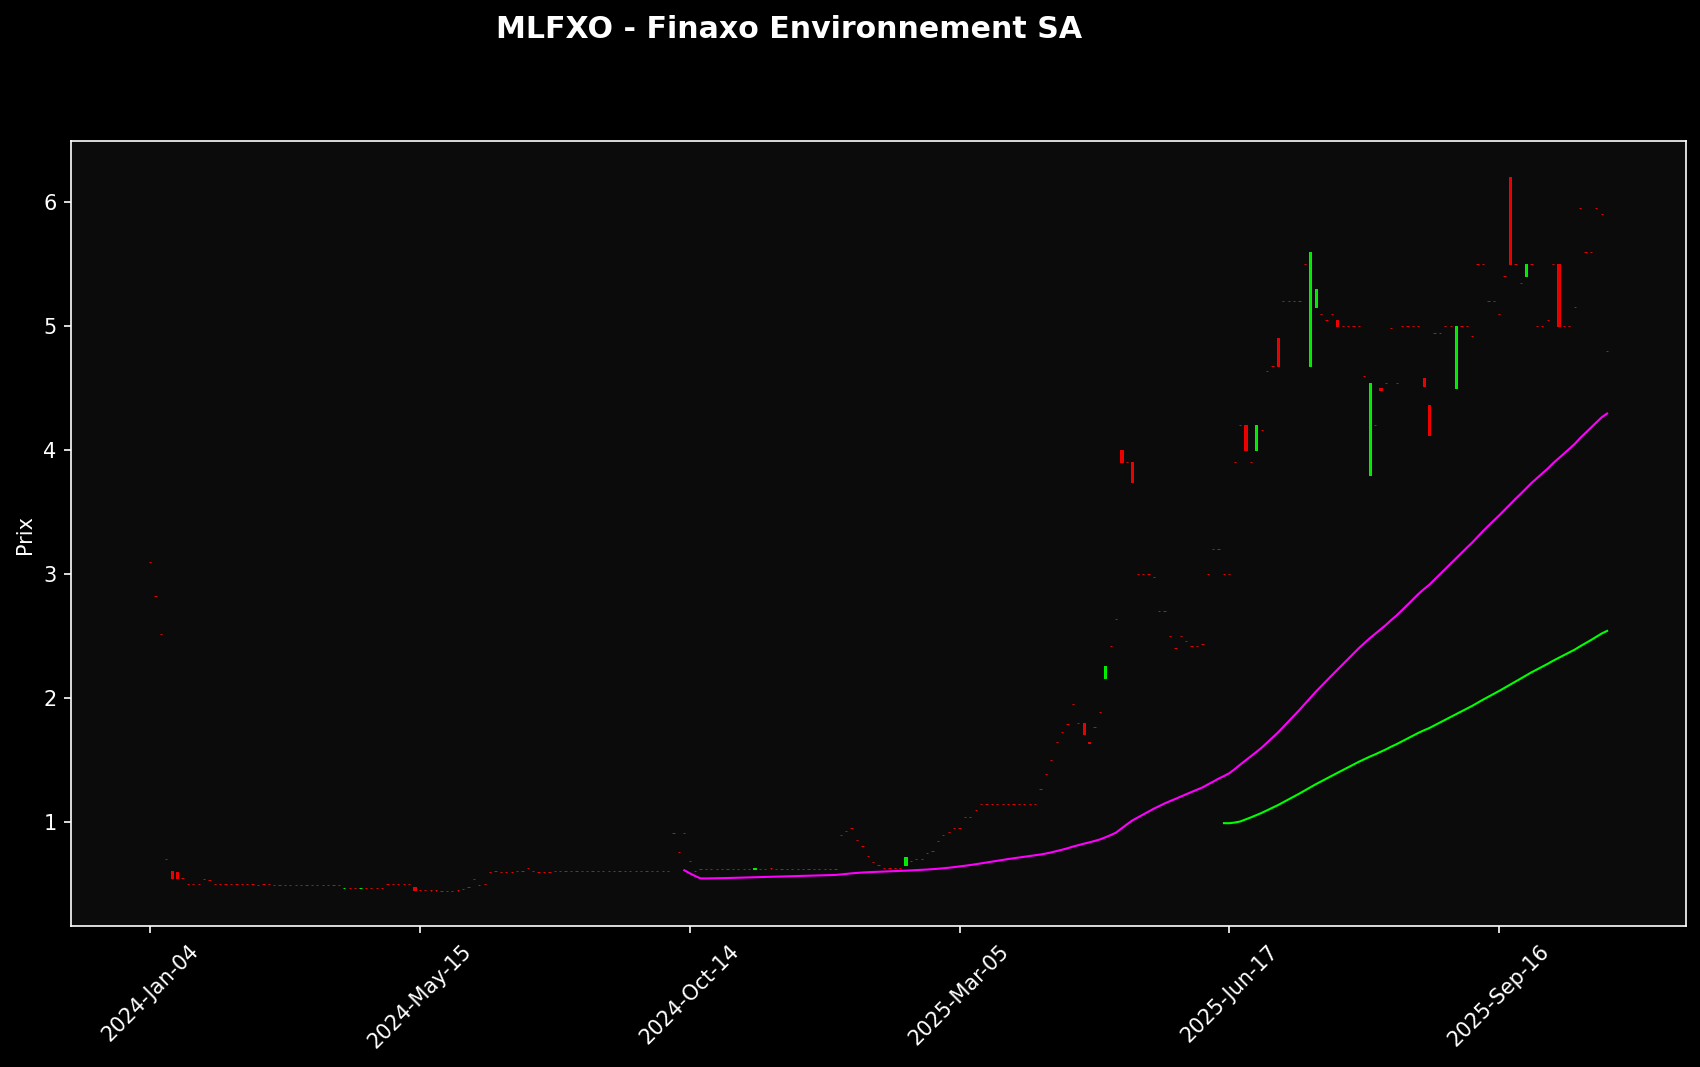 MLFXO - Finaxo Environnement SA
Prix
6
5
4
3
2
1
2024-Jan-04
2024-May-15
2024-Oct-14
2025-Mar-05
2025-Jun-17
2025-Sep-16